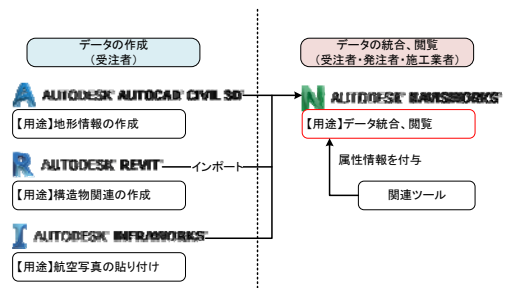 データの作成
(受注者)
AUTODESK® AUTOCAD® CIVIL 3D®
【用途】地形情報の作成
AUTODESK® REVIT®
インポート
【用途】構造物関連の作成
AUTODESK® INFRAWORKS®
【用途】航空写真の貼り付け
データの統合、閲覧
(受注者・発注者・施工業者)
AUTODESK® NAVISWORKS®
【用途】データ統合、閲覧
属性情報を付与
関連ツール